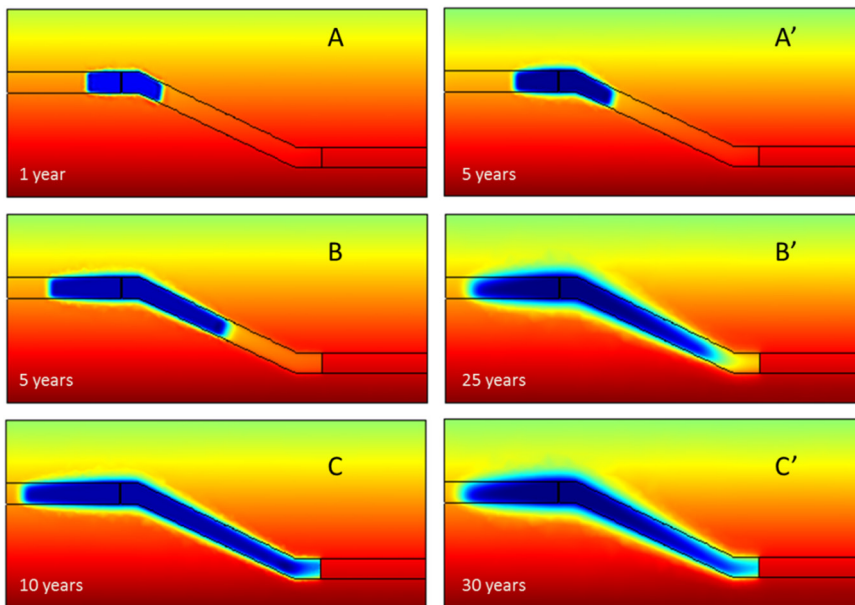 A
1 year
A’
5 years
B
5 years
B’
25 years
C
10 years
C’
30 years